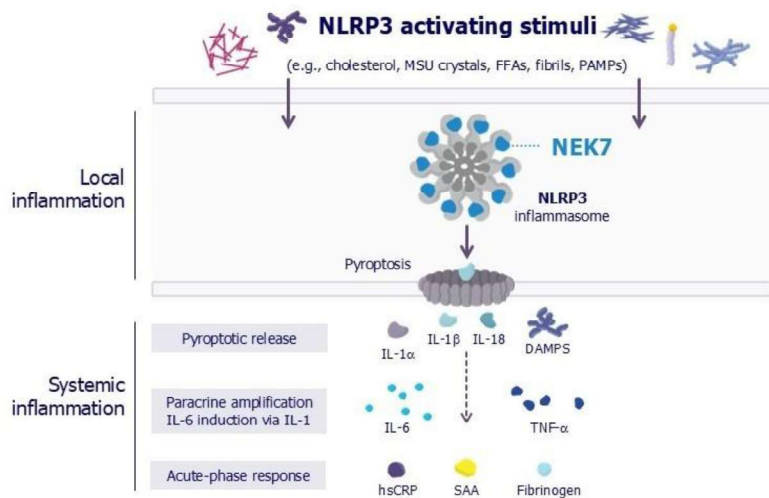 NLRP3 activating stimuli
(e.g., cholesterol, MSU crystals, FFAs, fibrils, PAMPs)
Local
inflammation
NEK7
NLRP3
inflammasome
Pyroptosis
Systemic
inflammation
Pyroptotic release
IL-1α
IL-1β
IL-18
DAMPS
Paracrine amplification
IL-6 induction via IL-1
IL-6
TNF-α
Acute-phase response
hsCRP
SAA
Fibrinogen